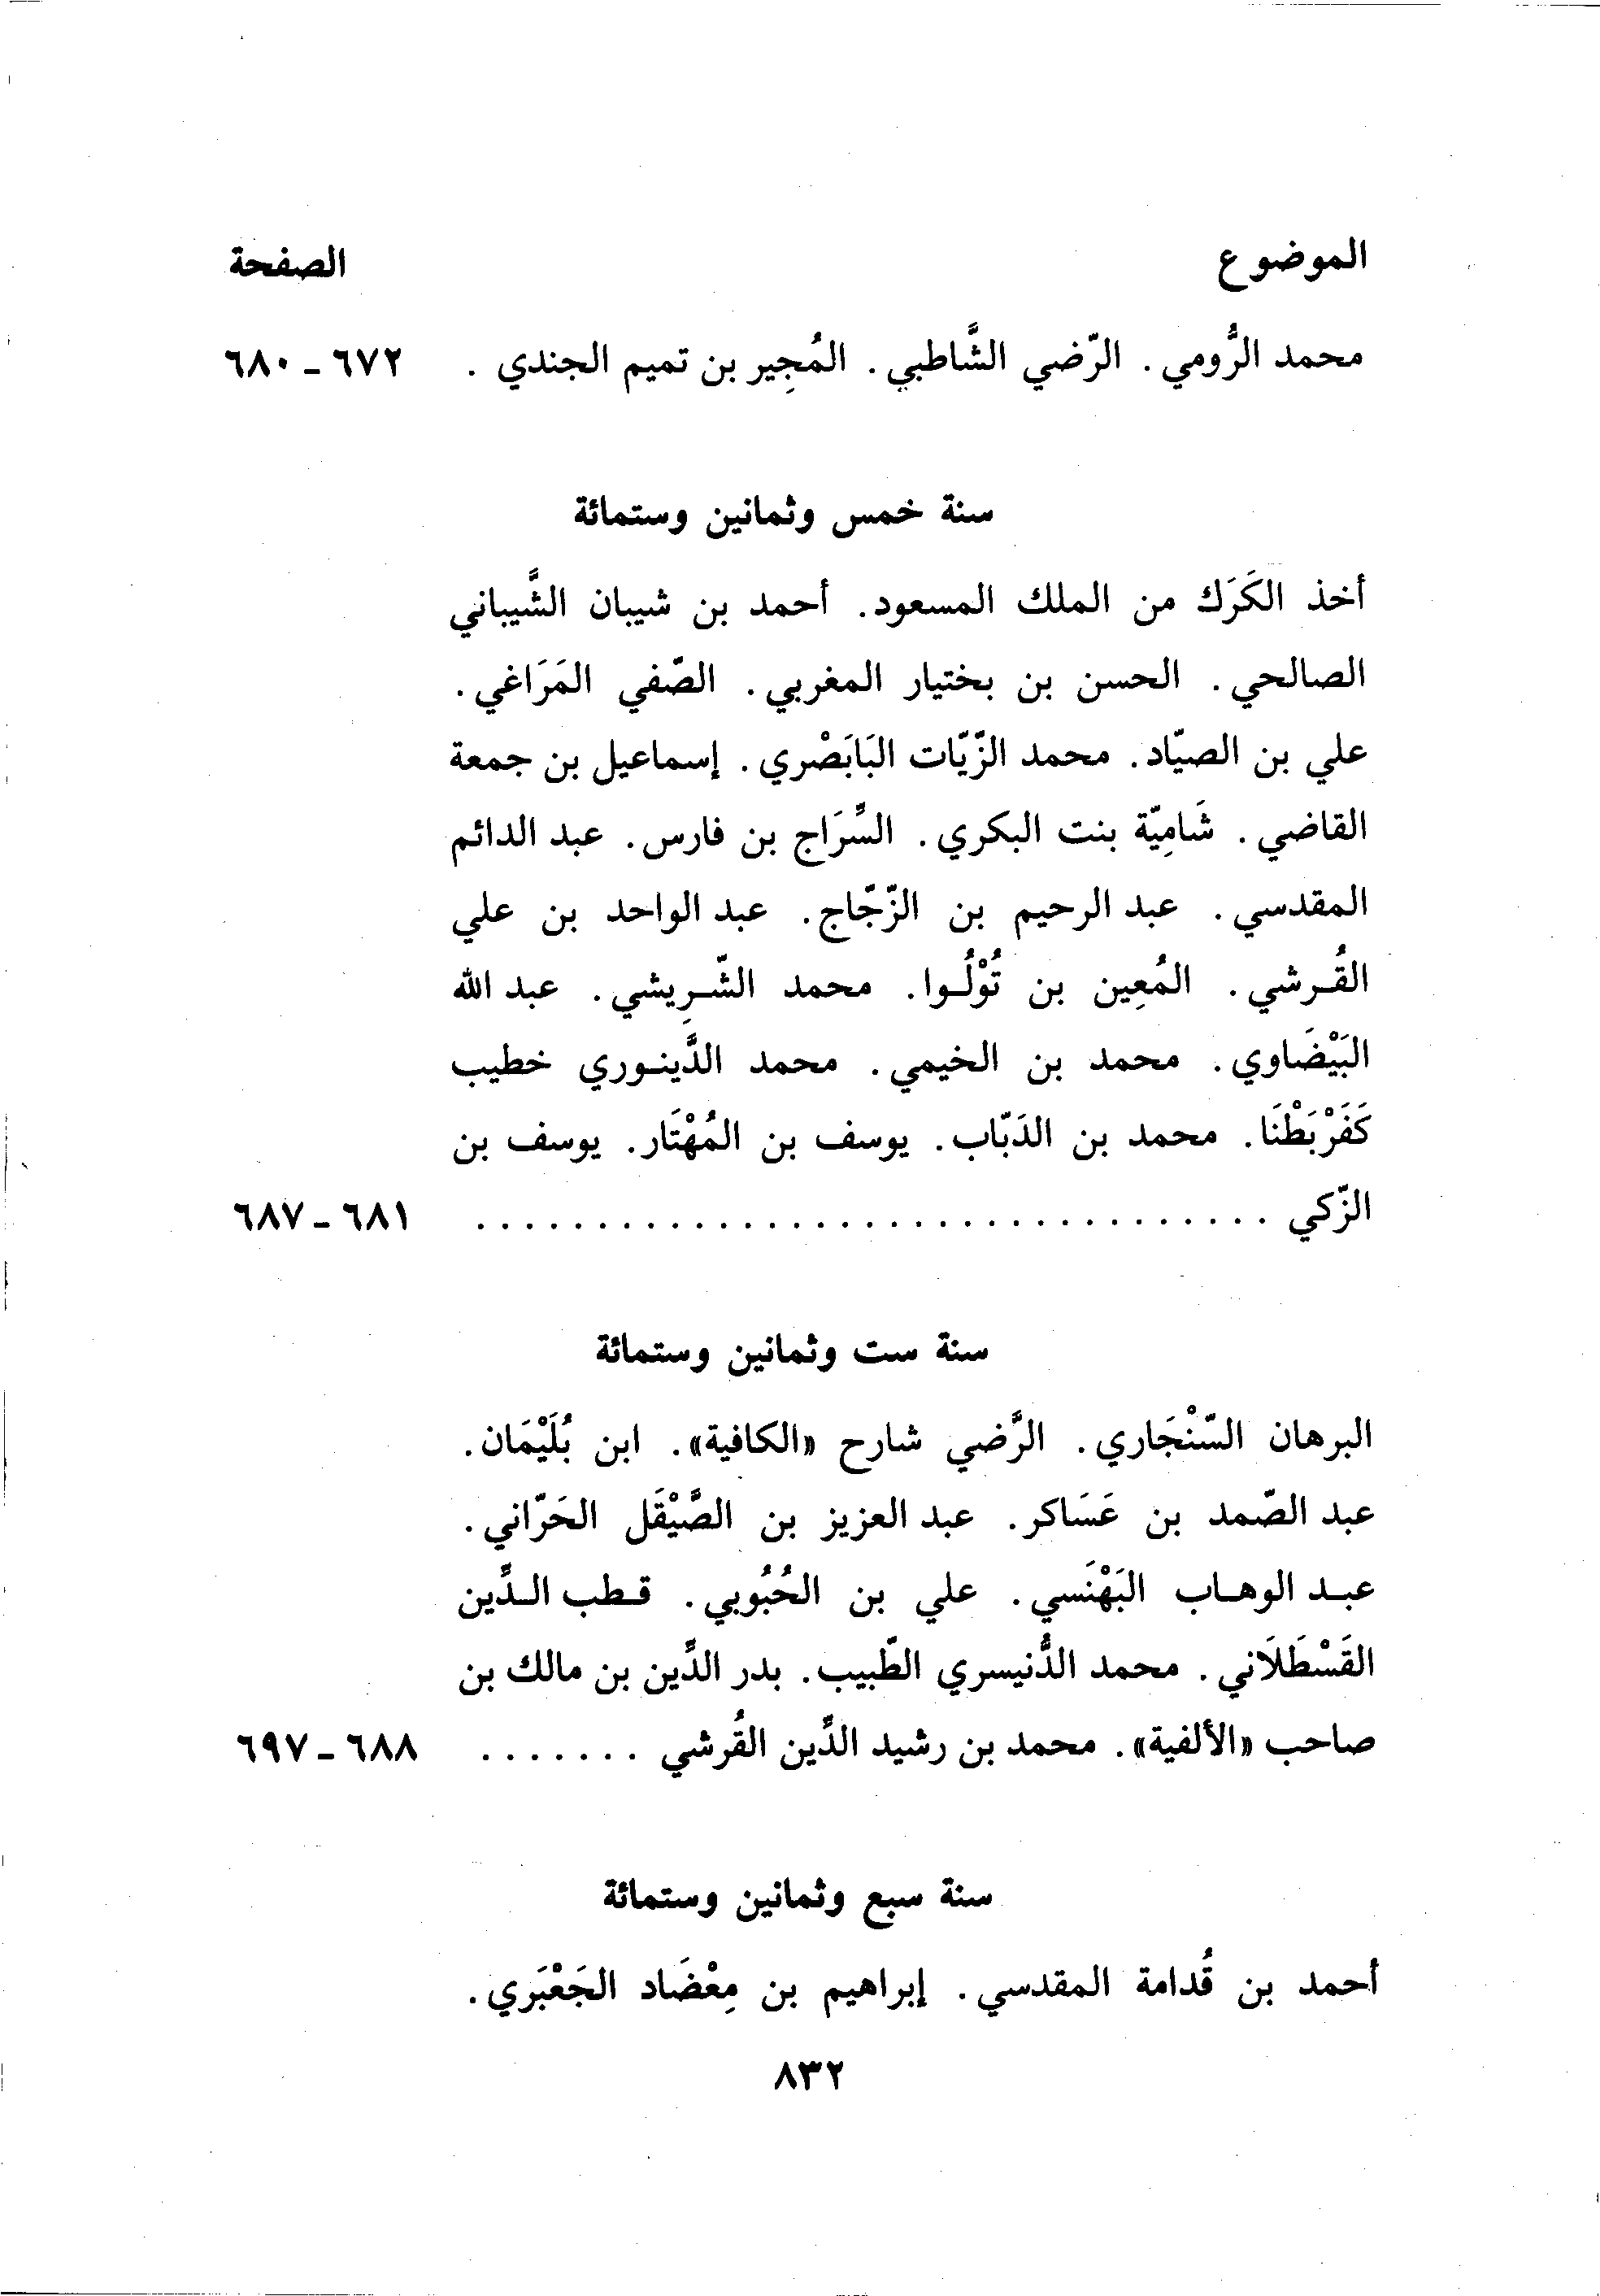 الموضوع الصفحة
محمد الرُّومي. الرّضي الشَّاطبي. المُجِير بن تميم الجندي . ٦٧٢ - ٦٨٠
سنة خمس وثمانين وستمائة
أخذ الكَرَك من الملك المسعود. أحمد بن شيبان الشَّيباني
الصالحي. الحسن بن بختيار المغربي. الصّفي المَرَاغي.
علي بن الصيّاد. محمد الزّيّات البَابَصْري. إسماعيل بن جمعة
القاضي. شَامِيّة بنت البكري. السِّرَاج بن فارس. عبد الدائم
المقدسي. عبد الرحيم بن الزّجّاج. عبد الواحد بن علي
القُرشي. المُعِين بن تُوْلُوا. محمد الشّرِيشي. عبد الله
البَيْضَاوي. محمد بن الخيمي. محمد الدَّينوري خطيب
كَفَرْبَطْنَا. محمد بن الدَبّاب. يوسف بن المُهْتَار. يوسف بن
الزّكي ................................. ٦٨١ - ٦٨٧
سنة ست وثمانين وستمائة
البرهان السّنْجَاري. الرَّضي شارح «الكافية». ابن بُلَيْمَان.
عبد الصّمد بن عَسَاكر. عبد العزيز بن الصَّيْقَل الحَرّاني.
عبد الوهاب البَهْنَسي. علي بن الحُبُوبي. قطب الدِّين
القَسْطَلَاني. محمد الدُّنيسري الطّبيب. بدر الدِّين بن مالك بن
صاحب «الألفية». محمد بن رشيد الدِّين القُرشي ....... ٦٨٨ - ٦٩٧
سنة سبع وثمانين وستمائة
أحمد بن قُدامة المقدسي. إبراهيم بن مِعْضَاد الجَعْبَري.
٨٣٢